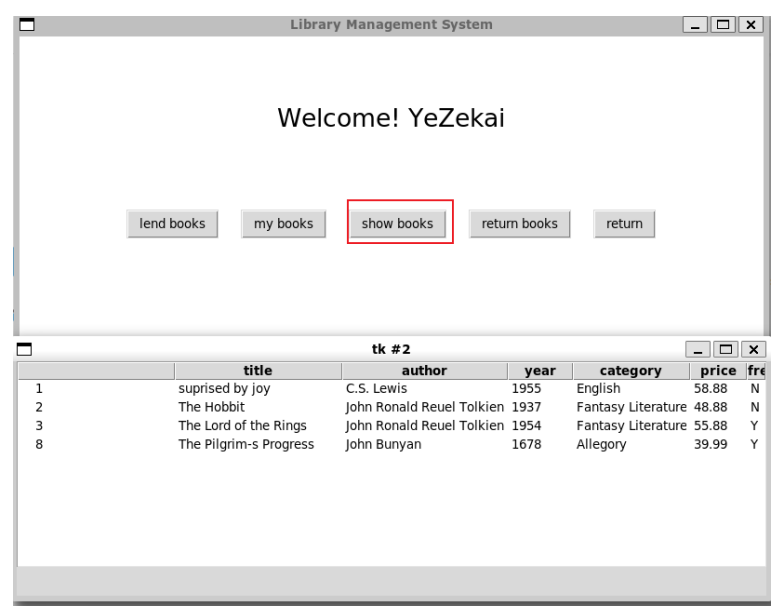 Library Management System
Welcome! YeZekai
lend books my books show books return books return
tk #2
title author year category price fre
1 suprised by joy C.S. Lewis 1955 English 58.88 N
2 The Hobbit John Ronald Reuel Tolkien 1937 Fantasy Literature 48.88 N
3 The Lord of the Rings John Ronald Reuel Tolkien 1954 Fantasy Literature 55.88 Y
8 The Pilgrim-s Progress John Bunyan 1678 Allegory 39.99 Y